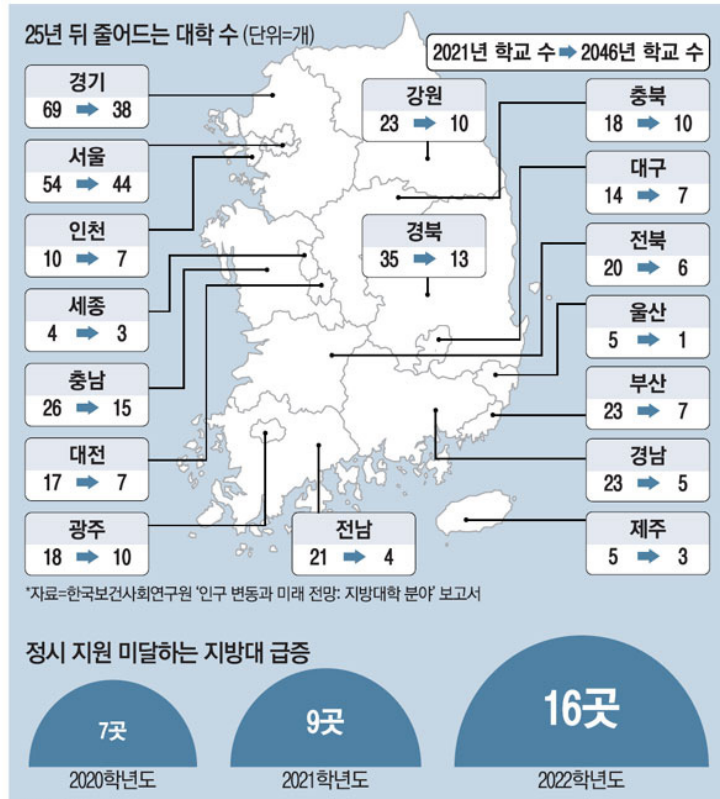 25년 뒤 줄어드는 대학 수 (단위=개)
2021년 학교 수 ➡ 2046년 학교 수
경기
69 ➡ 38
서울
54 ➡ 44
인천
10 ➡ 7
세종
4 ➡ 3
충남
26 ➡ 15
대전
17 ➡ 7
광주
18 ➡ 10
강원
23 ➡ 10
경북
35 ➡ 13
전남
21 ➡ 4
충북
18 ➡ 10
대구
14 ➡ 7
전북
20 ➡ 6
울산
5 ➡ 1
부산
23 ➡ 7
경남
23 ➡ 5
제주
5 ➡ 3
*자료=한국보건사회연구원 ‘인구 변동과 미래 전망: 지방대학 분야’ 보고서
정시 지원 미달하는 지방대 급증
7곳
9곳
16곳
2020학년도
2021학년도
2022학년도